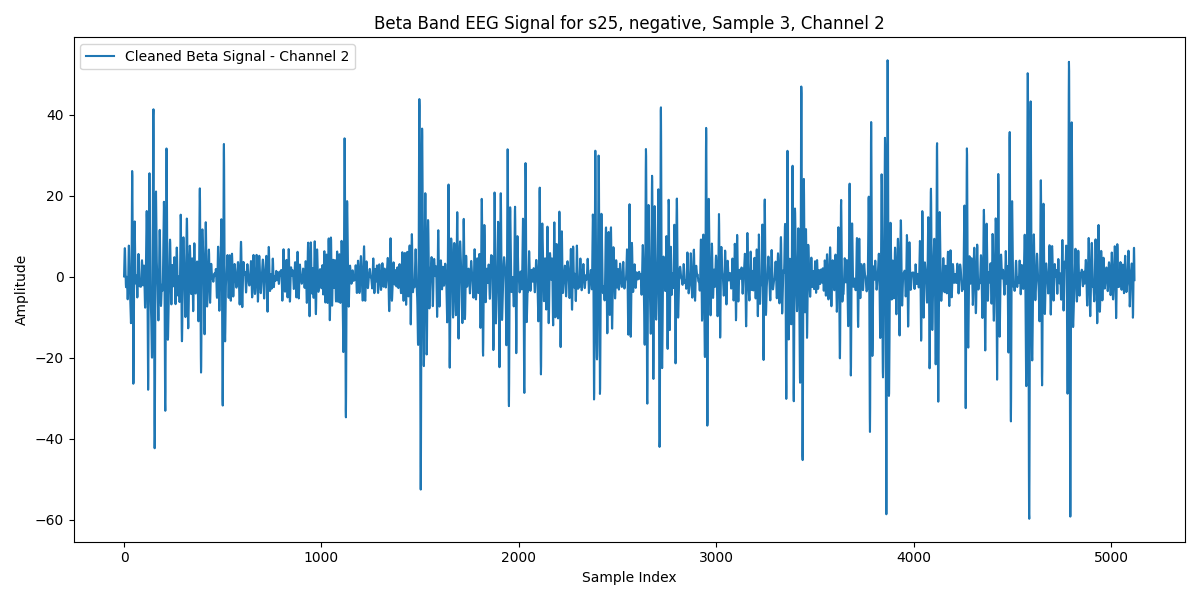 Beta Band EEG Signal for s25, negative, Sample 3, Channel 2
Cleaned Beta Signal - Channel 2
Amplitude
40
20
0
−20
−40
−60
0 1000 2000 3000 4000 5000
Sample Index